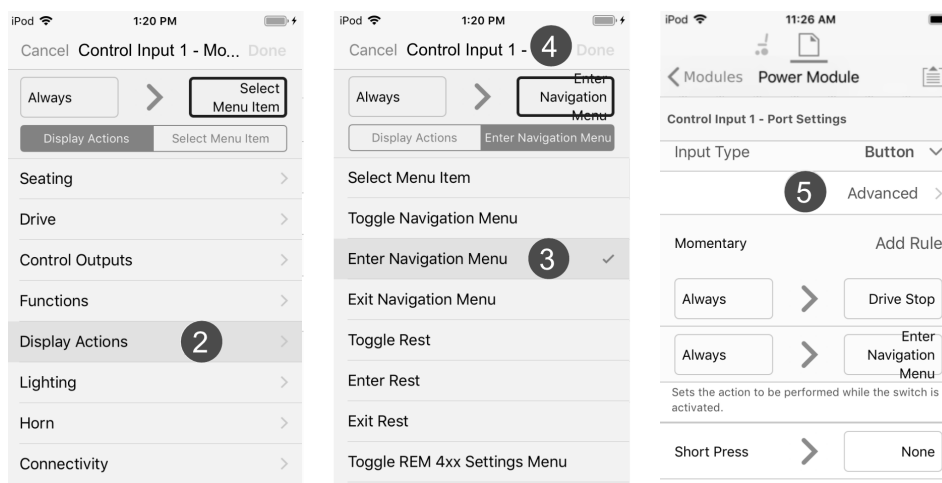 iPod 1:20 PM
Cancel Control Input 1 - Mo... Done
Always
Select
Menu Item
Display Actions Select Menu Item
Seating
Drive
Control Outputs
Functions
Display Actions 2
Lighting
Horn
Connectivity
iPod 1:20 PM
Cancel Control Input 1 - 4 Done
Always
Enter
Navigation
Menu
Display Actions Enter Navigation Menu
Select Menu Item
Toggle Navigation Menu
Enter Navigation Menu 3
Exit Navigation Menu
Toggle Rest
Enter Rest
Exit Rest
Toggle REM 4xx Settings Menu
iPod 11:26 AM
Modules Power Module
Control Input 1 - Port Settings
Input Type Button
5 Advanced
Momentary Add Rule
Always Drive Stop
Always
Enter
Navigation
Menu
Sets the action to be performed while the switch is
activated.
Short Press None